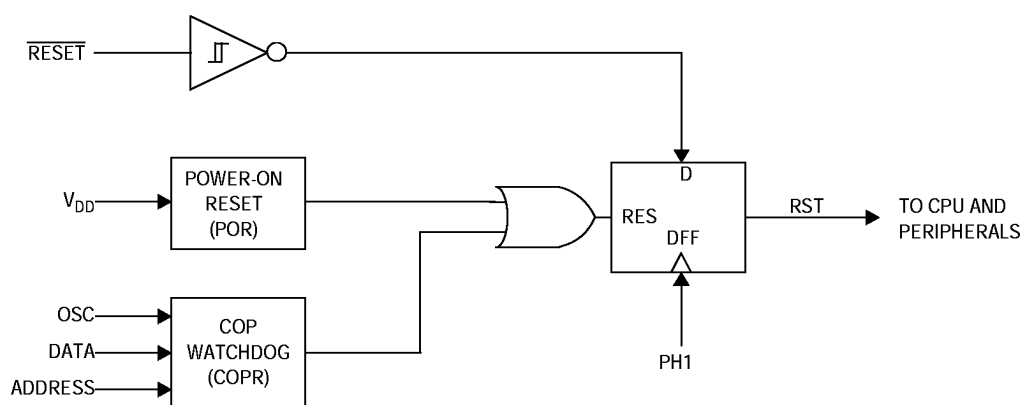 RESET
D
POWER-ON
RESET
(POR)
V_DD
RES
DFF
RST
TO CPU AND
PERIPHERALS
OSC
DATA
ADDRESS
COP
WATCHDOG
(COPR)
PH1